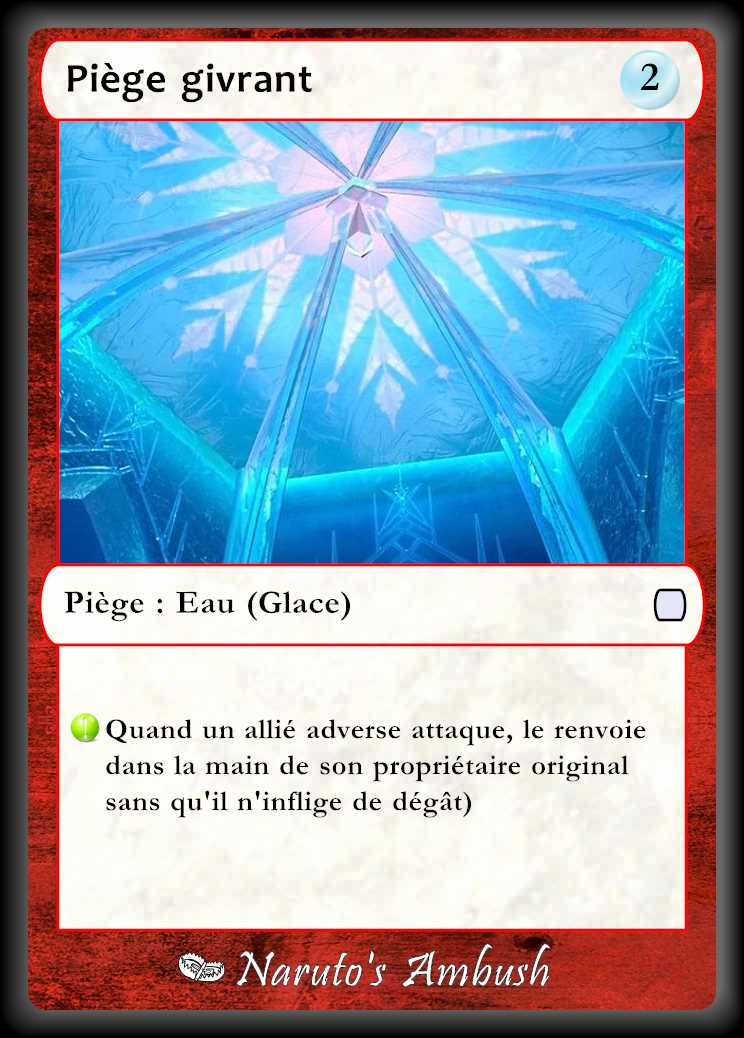 Piège givrant
2
Piège : Eau (Glace)
Quand un allié adverse attaque, le renvoie
dans la main de son propriétaire original
sans qu'il n'inflige de dégât)
Naruto's Ambush